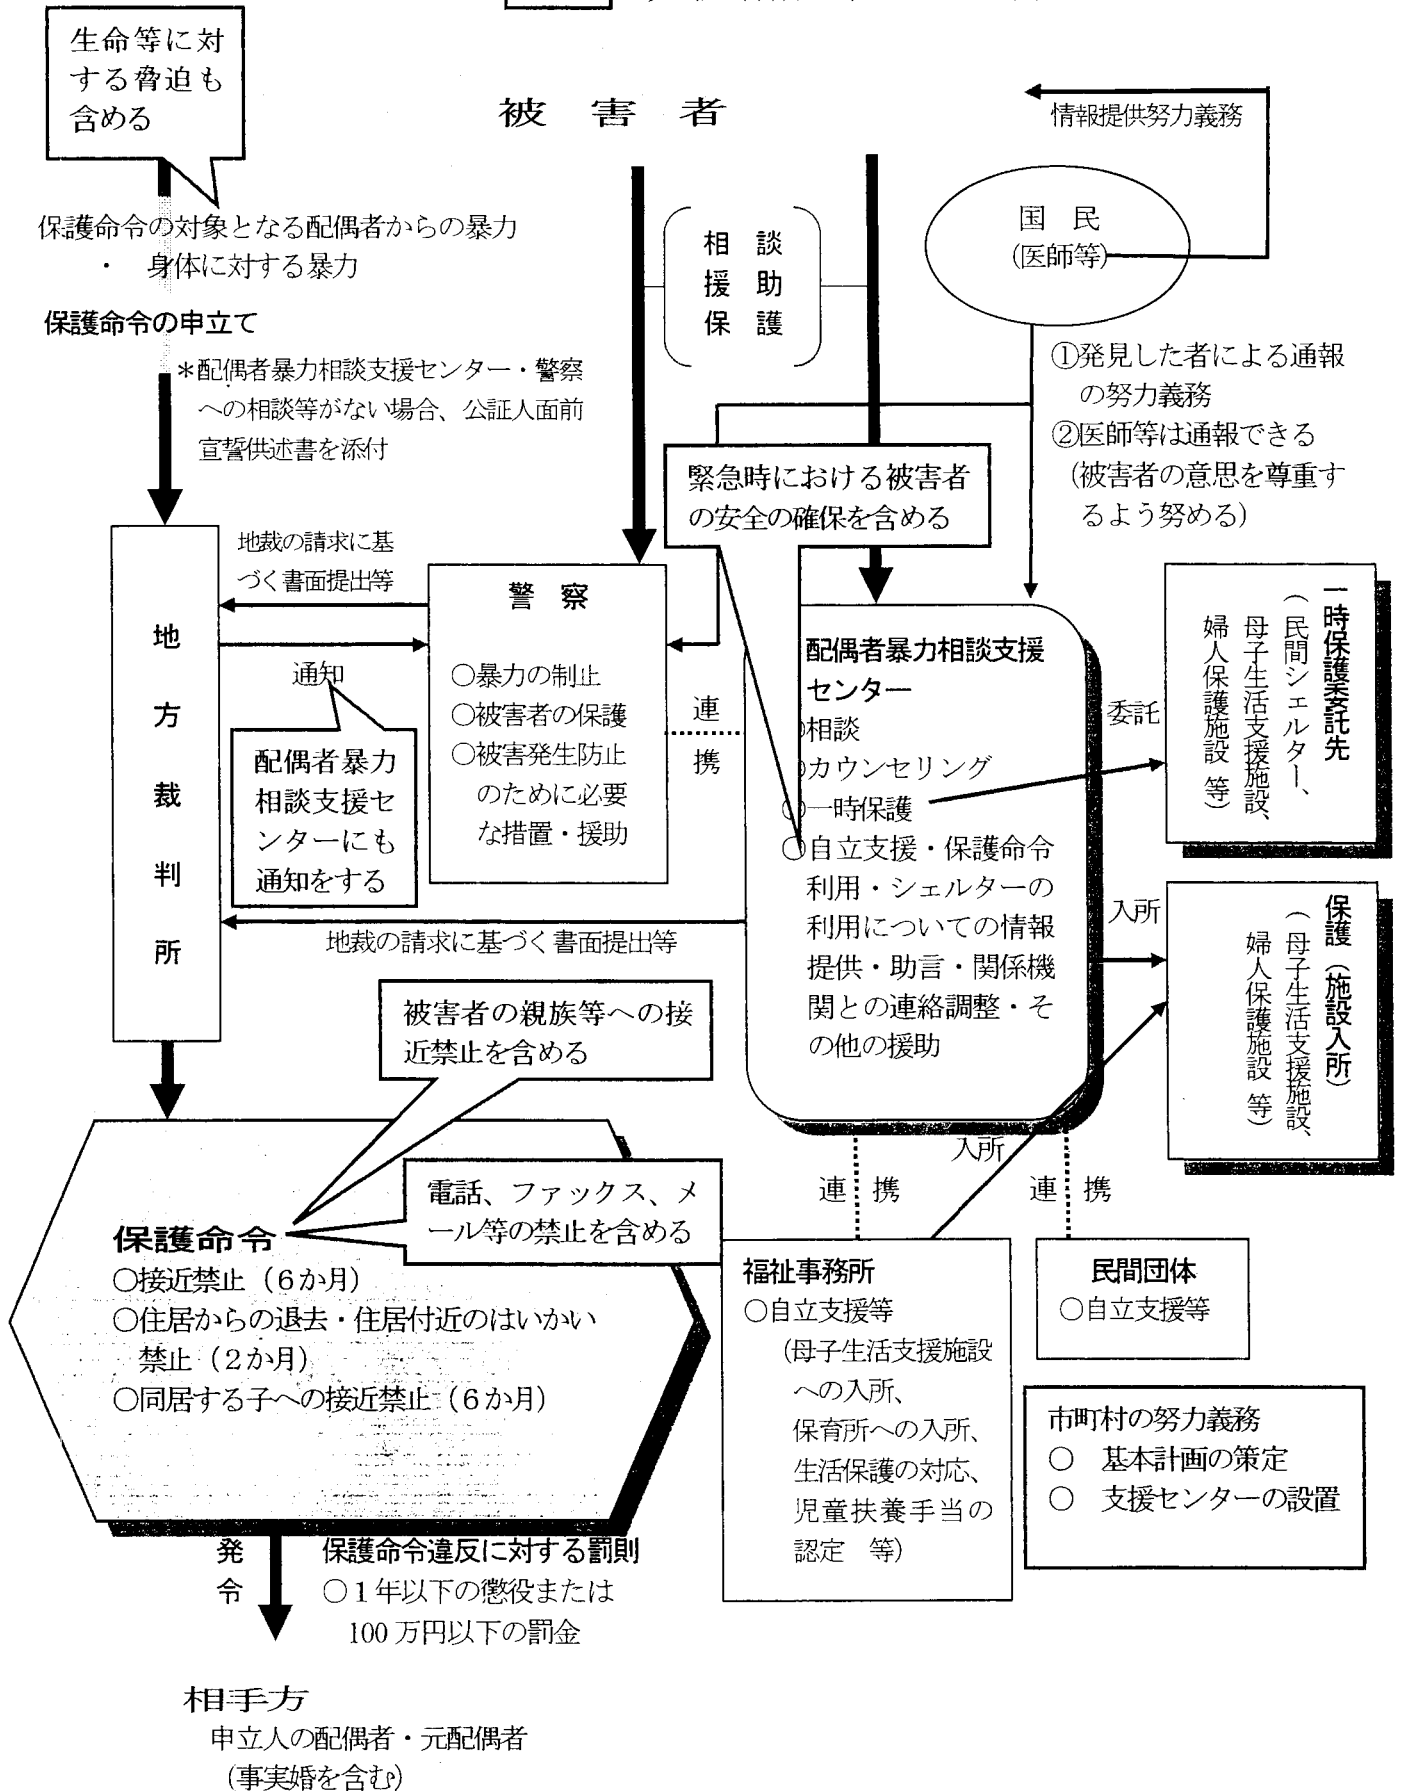 生命等に対
する脅迫も
含める
被 害 者
情報提供努力義務
国 民
(医師等)
保護命令の対象となる配偶者からの暴力
・ 身体に対する暴力
相 談
援 助
保 護
保護命令の申立て
＊配偶者暴力相談支援センター・警察
への相談等がない場合、公証人面前
宣誓供述書を添付
①発見した者による通報
の努力義務
②医師等は通報できる
(被害者の意思を尊重す
るよう努める)
緊急時における被害者
の安全の確保を含める
地方裁判所
地裁の請求に基
づく書面提出等
通知
配偶者暴力
相談支援セ
ンターにも
通知をする
警 察
○暴力の制止
○被害者の保護
○被害発生防止
のために必要
な措置・援助
連
携
配偶者暴力相談支援
センター
○相談
○カウンセリング
○一時保護
○自立支援・保護命令
利用・シェルターの
利用についての情報
提供・助言・関係機
関との連絡調整・そ
の他の援助
委託
一時保護委託先
(民間シェルター、
母子生活支援施設、
婦人保護施設 等)
入所
保護(施設入所)
(母子生活支援施設、
婦人保護施設 等)
地裁の請求に基づく書面提出等
被害者の親族等への接
近禁止を含める
電話、ファックス、メ
ール等の禁止を含める
保護命令
○接近禁止（6か月）
○住居からの退去・住居付近のはいかい
禁止（2か月）
○同居する子への接近禁止（6か月）
入所
連 携
連 携
福祉事務所
○自立支援等
(母子生活支援施設
への入所、
保育所への入所、
生活保護の対応、
児童扶養手当の
認定 等)
民間団体
○自立支援等
市町村の努力義務
○ 基本計画の策定
○ 支援センターの設置
発
令
保護命令違反に対する罰則
○1年以下の懲役または
100万円以下の罰金
相手方
申立人の配偶者・元配偶者
(事実婚を含む)